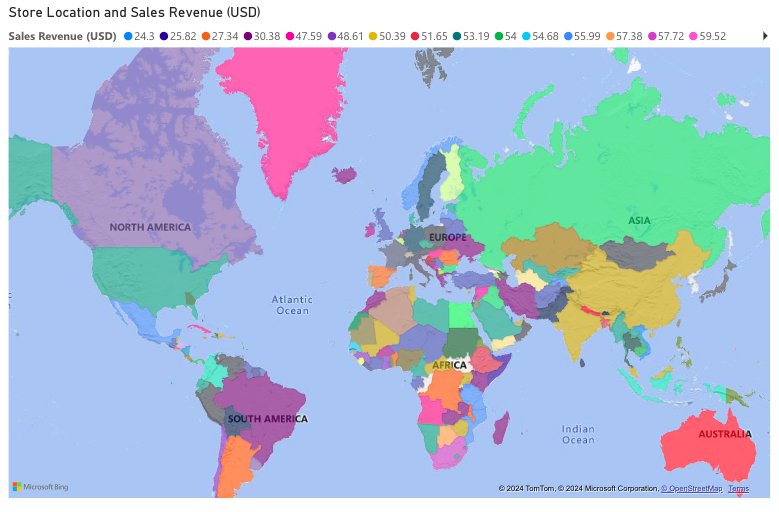 Store Location and Sales Revenue (USD)
Sales Revenue (USD) 24.3 25.82 27.34 30.38 47.59 48.61 50.39 51.65 53.19 54 54.68 55.99 57.38 57.72 59.52
NORTH AMERICA
ASIA
EUROPE
Atlantic
Ocean
AFRICA
SOUTH AMERICA
Indian
Ocean
AUSTRALIA
Microsoft Bing
© 2024 TomTom, © 2024 Microsoft Corporation, © OpenStreetMap Terms